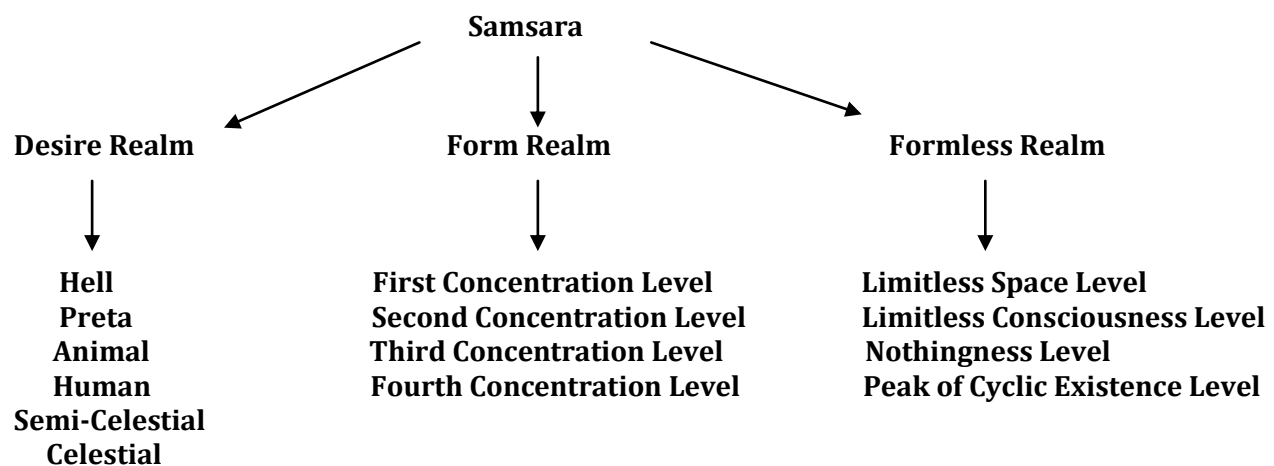 Samsara
Desire Realm Form Realm Formless Realm
Hell First Concentration Level Limitless Space Level
Preta Second Concentration Level Limitless Consciousness Level
Animal Third Concentration Level Nothingness Level
Human Fourth Concentration Level Peak of Cyclic Existence Level
Semi-Celestial
Celestial